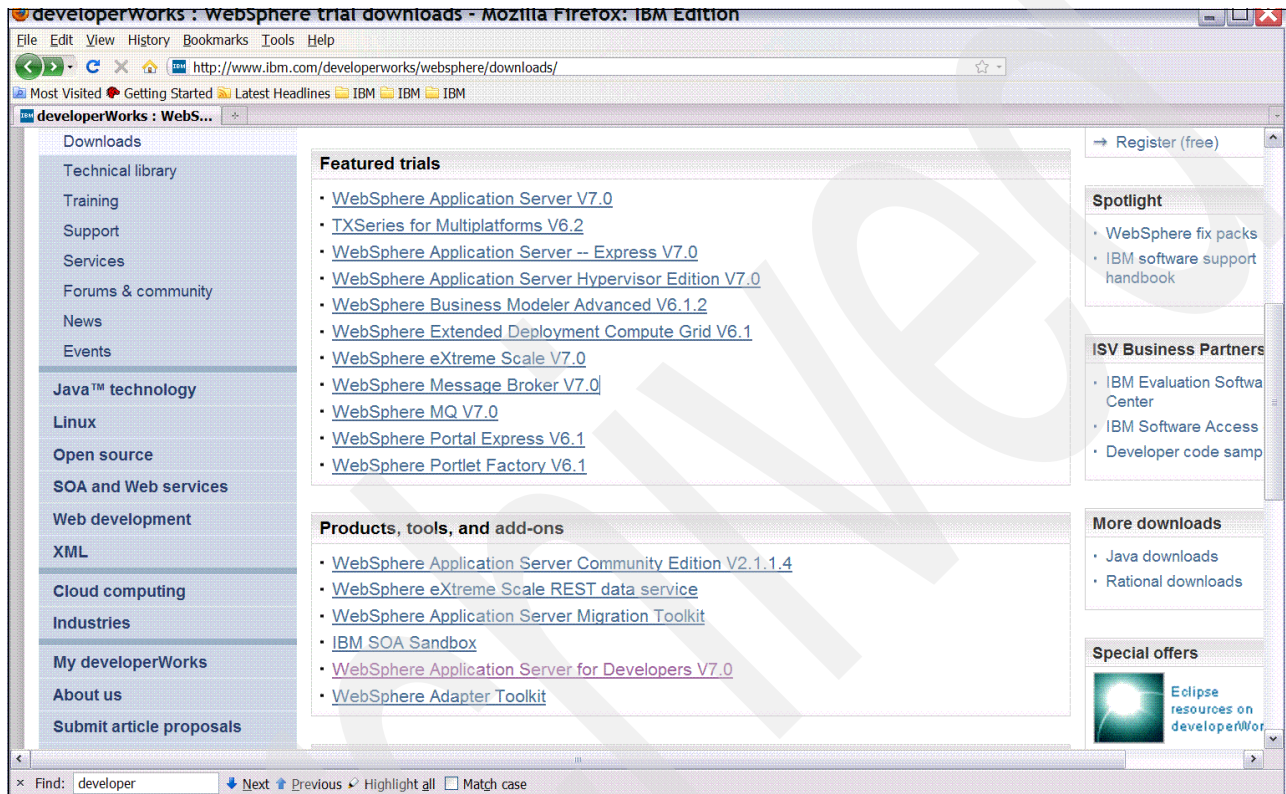 developerWorks : WebSphere trial downloads - Mozilla Firefox: IBM Edition
File Edit View History Bookmarks Tools Help
http://www.ibm.com/developerworks/websphere/downloads/
Most Visited Getting Started Latest Headlines IBM IBM IBM
developerWorks : WebS...
Downloads
Technical library
Training
Support
Services
Forums & community
News
Events
Java™ technology
Linux
Open source
SOA and Web services
Web development
XML
Cloud computing
Industries
My developerWorks
About us
Submit article proposals
Featured trials
WebSphere Application Server V7.0
TXSeries for Multiplatforms V6.2
WebSphere Application Server -- Express V7.0
WebSphere Application Server Hypervisor Edition V7.0
WebSphere Business Modeler Advanced V6.1.2
WebSphere Extended Deployment Compute Grid V6.1
WebSphere eXtreme Scale V7.0
WebSphere Message Broker V7.0
WebSphere MQ V7.0
WebSphere Portal Express V6.1
WebSphere Portlet Factory V6.1
Products, tools, and add-ons
WebSphere Application Server Community Edition V2.1.1.4
WebSphere eXtreme Scale REST data service
WebSphere Application Server Migration Toolkit
IBM SOA Sandbox
WebSphere Application Server for Developers V7.0
WebSphere Adapter Toolkit
→ Register (free)
Spotlight
WebSphere fix packs
IBM software support
handbook
ISV Business Partners
IBM Evaluation Softwa
Center
IBM Software Access
Developer code samp
More downloads
Java downloads
Rational downloads
Special offers
Eclipse
resources on
developerWor
× Find: developer Next Previous Highlight all Match case